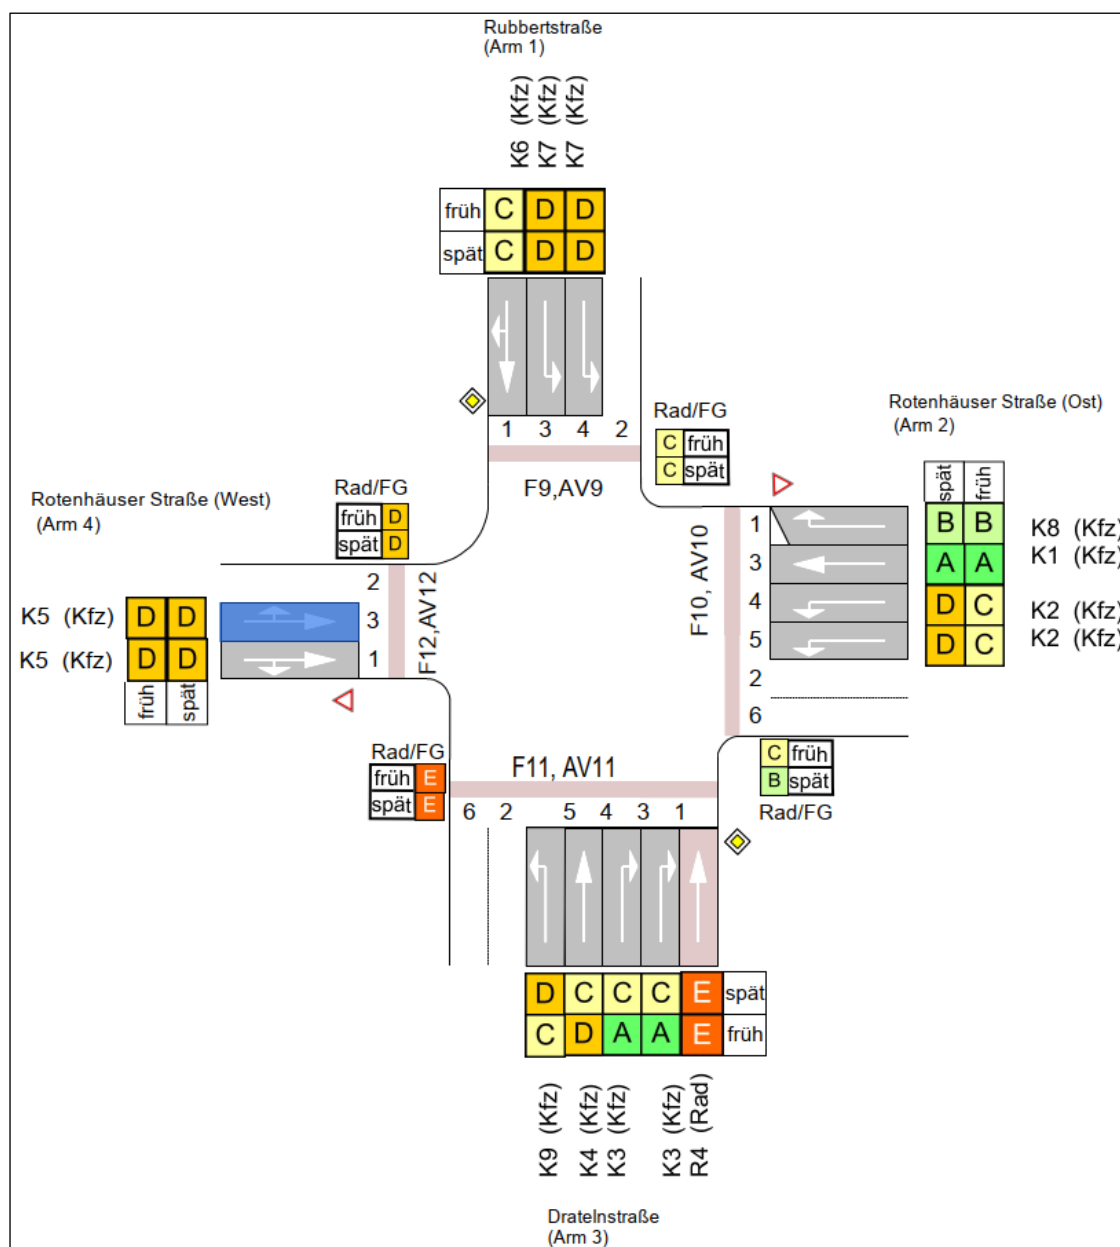 Rubbertstraße
(Arm 1)
K6 (Kfz)
K7 (Kfz)
K7 (Kfz)
früh C D D
spät C D D
1 3 4 2
F9,AV9
Rad/FG
C früh
C spät
Rotenhäuser Straße (Ost)
(Arm 2)
spät früh
B B K8 (Kfz)
A A K1 (Kfz)
D C K2 (Kfz)
D C K2 (Kfz)
1
3
4
5
2
6
F10, AV10
Rotenhäuser Straße (West)
(Arm 4)
Rad/FG
früh D
spät D
2
3
1
F12,AV12
K5 (Kfz) D D
K5 (Kfz) D D
früh spät
Rad/FG
früh E
spät E
F11, AV11
6 2 5 4 3 1
C früh
B spät
Rad/FG
D C C C E spät
C D A A E früh
K9 (Kfz)
K4 (Kfz)
K3 (Kfz)
K3 (Kfz)
R4 (Rad)
Dratelnstraße
(Arm 3)